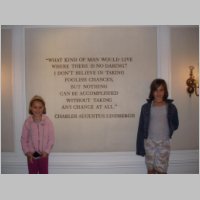 "WHAT KIND OF MAN WOULD LIVE
WHERE THERE IS NO DARING?
I DON'T BELIEVE IN TAKING
FOOLISH CHANCES,
BUT NOTHING
CAN BE ACCOMPLISHED
WITHOUT TAKING
ANY CHANCE AT ALL."
CHARLES AUGUSTUS LINDBERGH